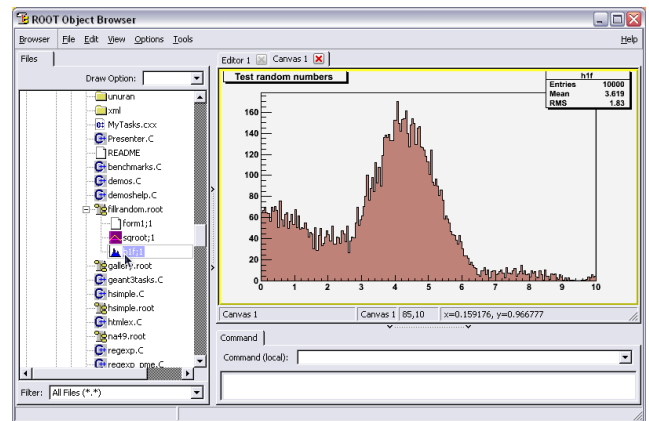 ROOT Object Browser
Browser File Edit View Options Tools Help
Files
Draw Option:
unuran
xml
MyTasks.cxx
Presenter.C
README
benchmarks.C
demos.C
demoshelp.C
fillrandom.root
form1;1
sqroot;1
h1f;1
gallery.root
geant3tasks.C
hsimple.C
hsimple.root
htmlex.C
na49.root
regexp.C
regexp_pme.C
Filter: All Files (*.*)
Editor 1 Canvas 1
Test random numbers
h1f
Entries 10000
Mean 3.619
RMS 1.83
160
140
120
100
80
60
40
20
0
0 1 2 3 4 5 6 7 8 9 10
Canvas 1 Canvas 1 85,10 x=0.159176, y=0.966777
Command
Command (local):